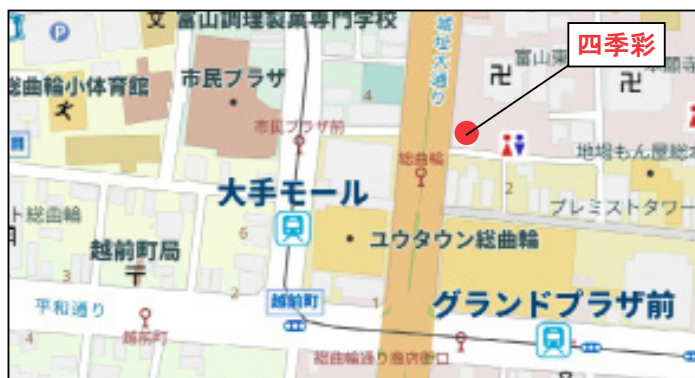 富山調理製菓専門学校
四季彩
城址大通り
富山東
総曲輪小体育館
市民プラザ
4
市民プラザ前
総曲輪
地場もん屋総本
大手モール
2
ト総曲輪
プレミストタワー
6
ユウタウン総曲輪
越前町局
3
2
越前町
1
グランドプラザ前
平和通り
越前町
4
総曲輪通り商店街口